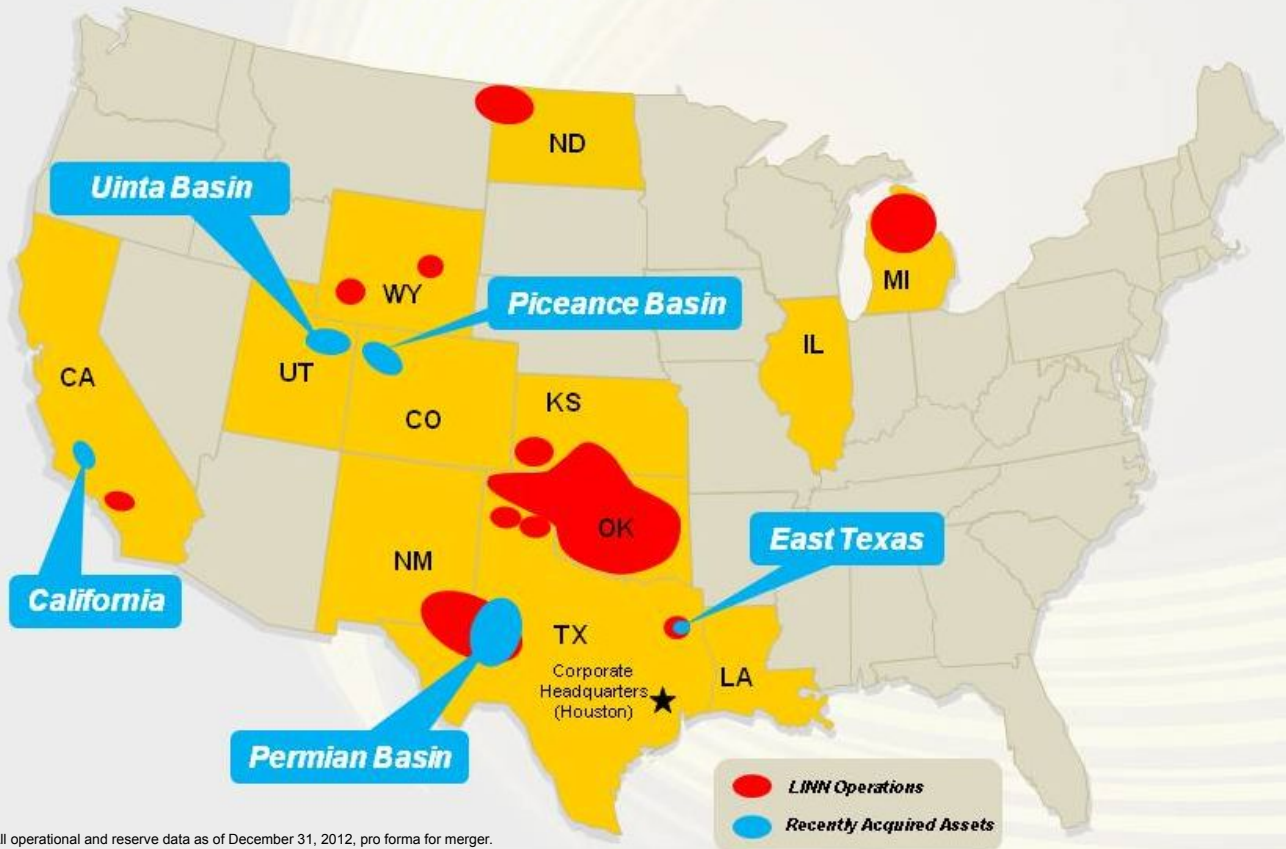 ND
Uinta Basin
WY
MI
Piceance Basin
IL
UT
CA
KS
CO
OK
East Texas
NM
California
TX
Corporate
Headquarters
(Houston)
LA
Permian Basin
LINN Operations
Recently Acquired Assets
ll operational and reserve data as of December 31, 2012, pro forma for merger.